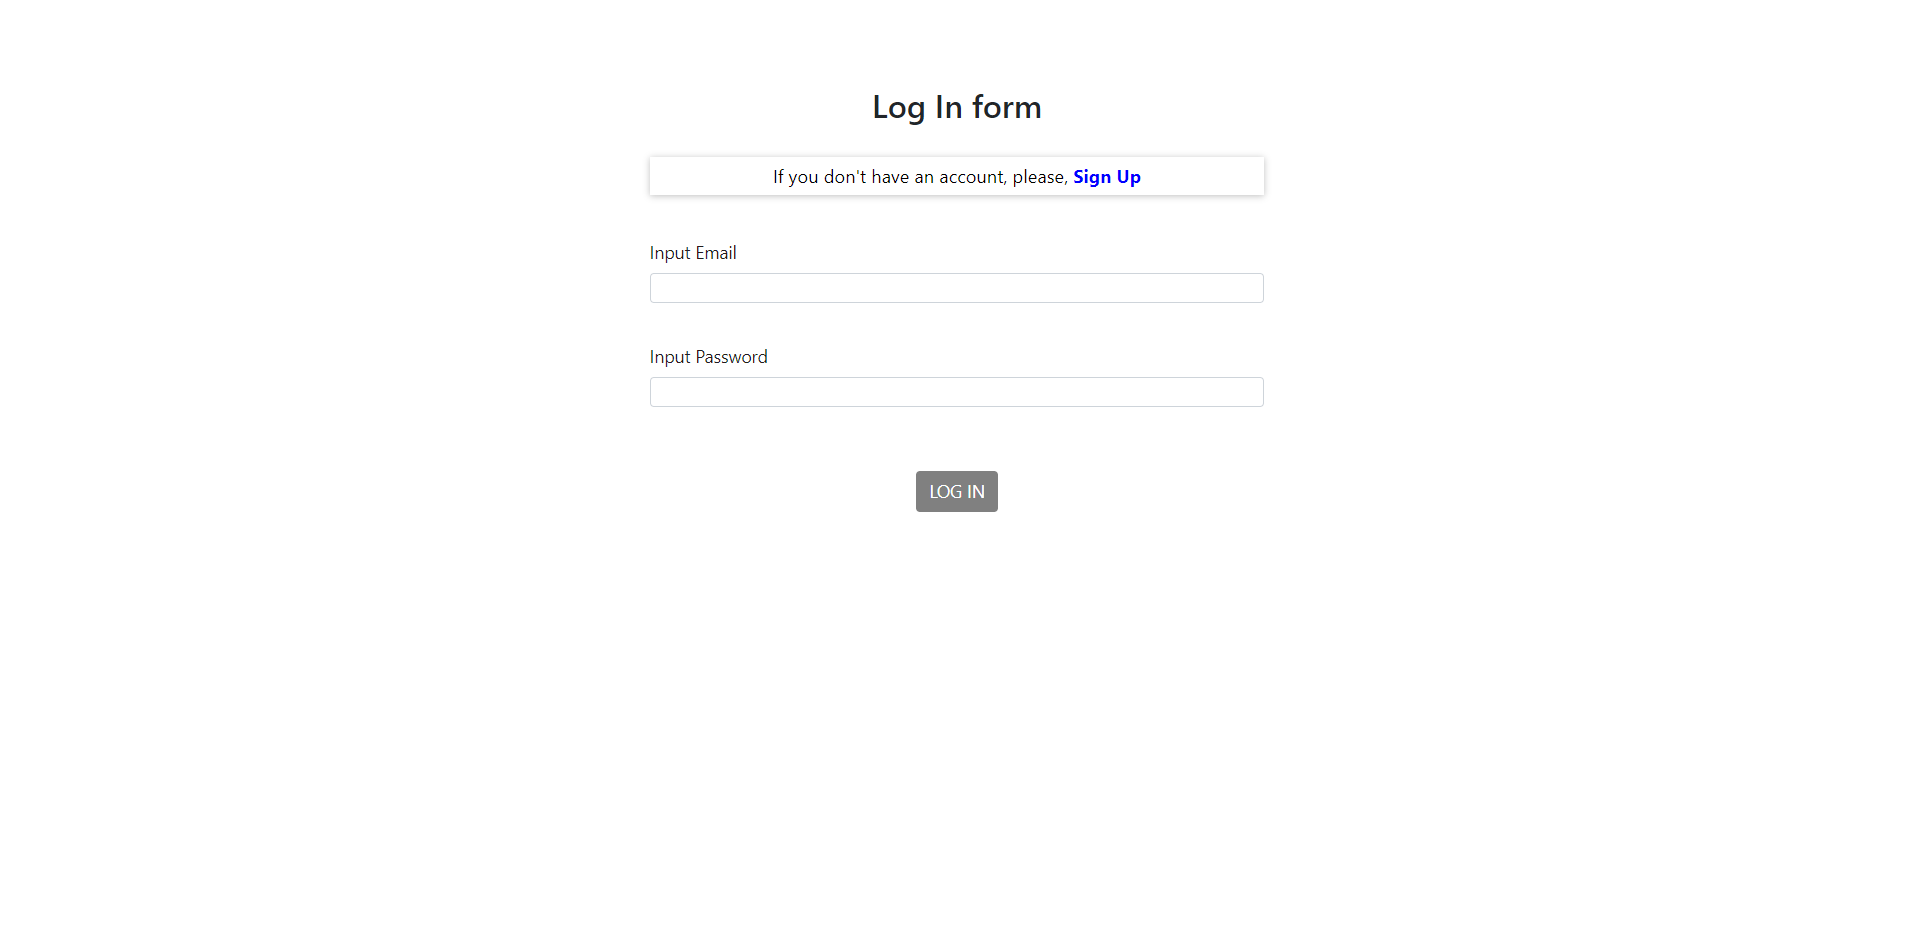 Log In form
If you don't have an account, please, Sign Up
Input Email
Input Password
LOG IN